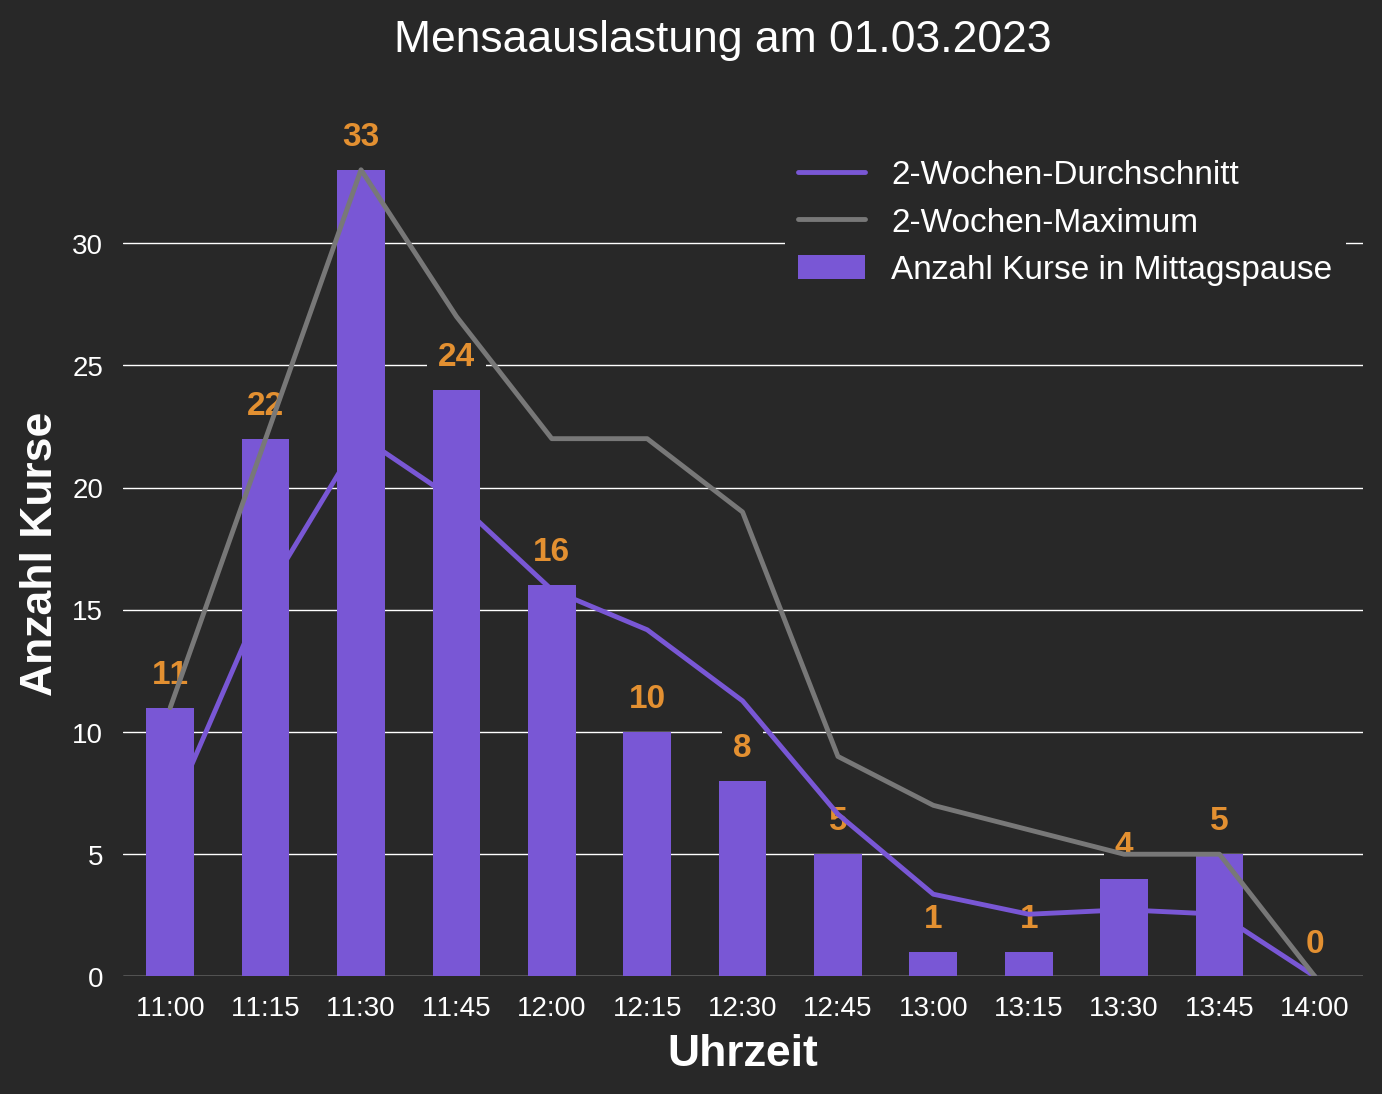 Mensaauslastung am 01.03.2023
33
2-Wochen-Durchschnitt
2-Wochen-Maximum
Anzahl Kurse in Mittagspause
30
25
20
15
10
5
0
Anzahl Kurse
11
22
24
16
10
8
5
1
1
4
5
0
11:00 11:15 11:30 11:45 12:00 12:15 12:30 12:45 13:00 13:15 13:30 13:45 14:00
Uhrzeit